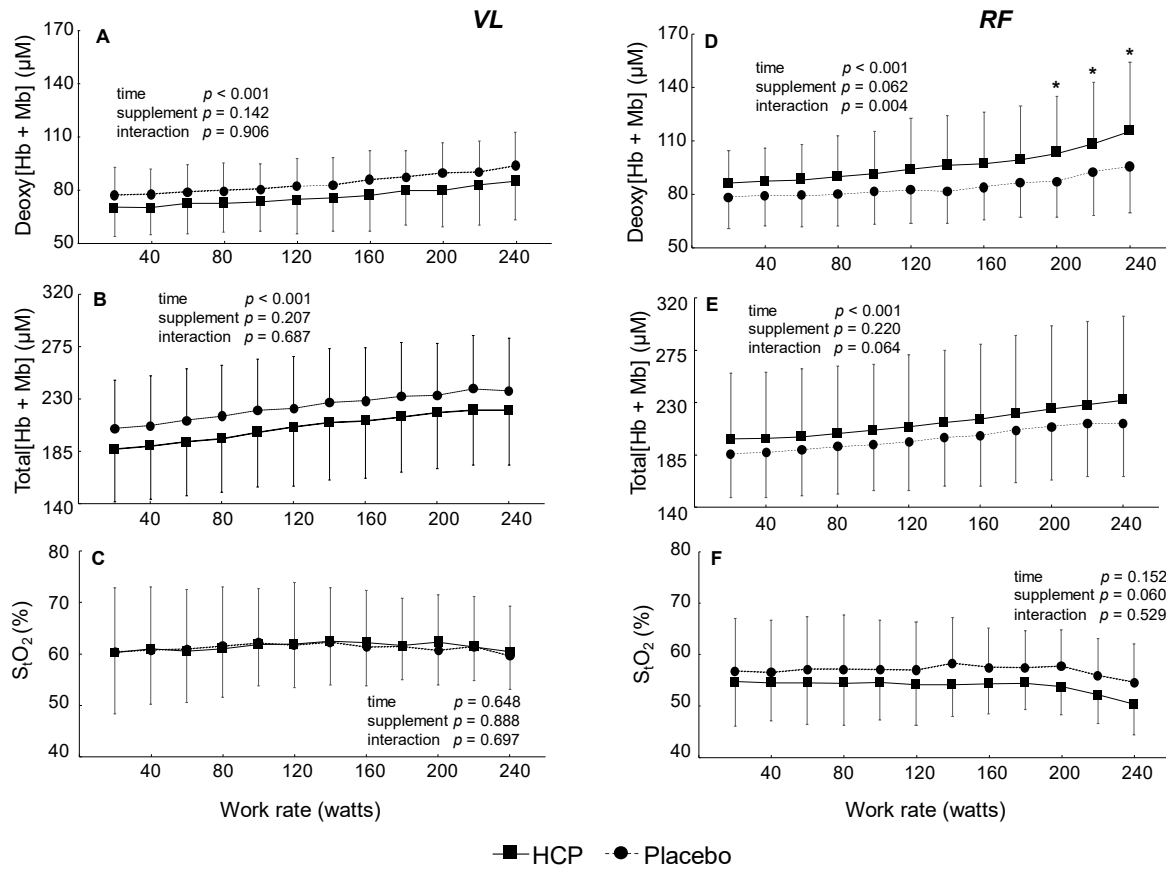 VL
A
Deoxy[Hb + Mb] (µM)
170
140
110
80
50
time p < 0.001
supplement p = 0.142
interaction p = 0.906
40 80 120 160 200 240
B
Total[Hb + Mb] (µM)
320
275
230
185
140
time p < 0.001
supplement p = 0.207
interaction p = 0.687
40 80 120 160 200 240
C
StO2 (%)
80
70
60
50
40
time p = 0.648
supplement p = 0.888
interaction p = 0.697
40 80 120 160 200 240
Work rate (watts)
RF
D
Deoxy[Hb + Mb] (µM)
170
140
110
80
50
time p < 0.001
supplement p = 0.062
interaction p = 0.004
* * *
40 80 120 160 200 240
E
Total[Hb + Mb] (µM)
320
275
230
185
140
time p < 0.001
supplement p = 0.220
interaction p = 0.064
40 80 120 160 200 240
F
StO2 (%)
80
70
60
50
40
time p = 0.152
supplement p = 0.060
interaction p = 0.529
40 80 120 160 200 240
Work rate (watts)
HCP Placebo